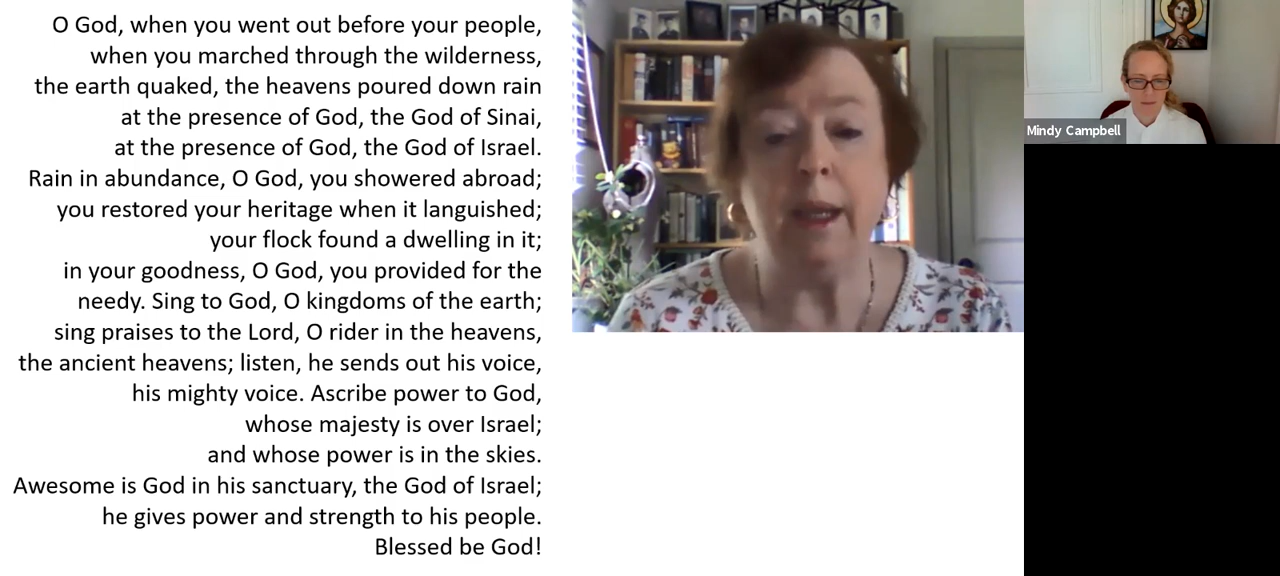 O God, when you went out before your people,
when you marched through the wilderness,
the earth quaked, the heavens poured down rain
at the presence of God, the God of Sinai,
at the presence of God, the God of Israel.
Rain in abundance, O God, you showered abroad;
you restored your heritage when it languished;
your flock found a dwelling in it;
in your goodness, O God, you provided for the
needy. Sing to God, O kingdoms of the earth;
sing praises to the Lord, O rider in the heavens,
the ancient heavens; listen, he sends out his voice,
his mighty voice. Ascribe power to God,
whose majesty is over Israel;
and whose power is in the skies.
Awesome is God in his sanctuary, the God of Israel;
he gives power and strength to his people.
Blessed be God!
Mindy Campbell